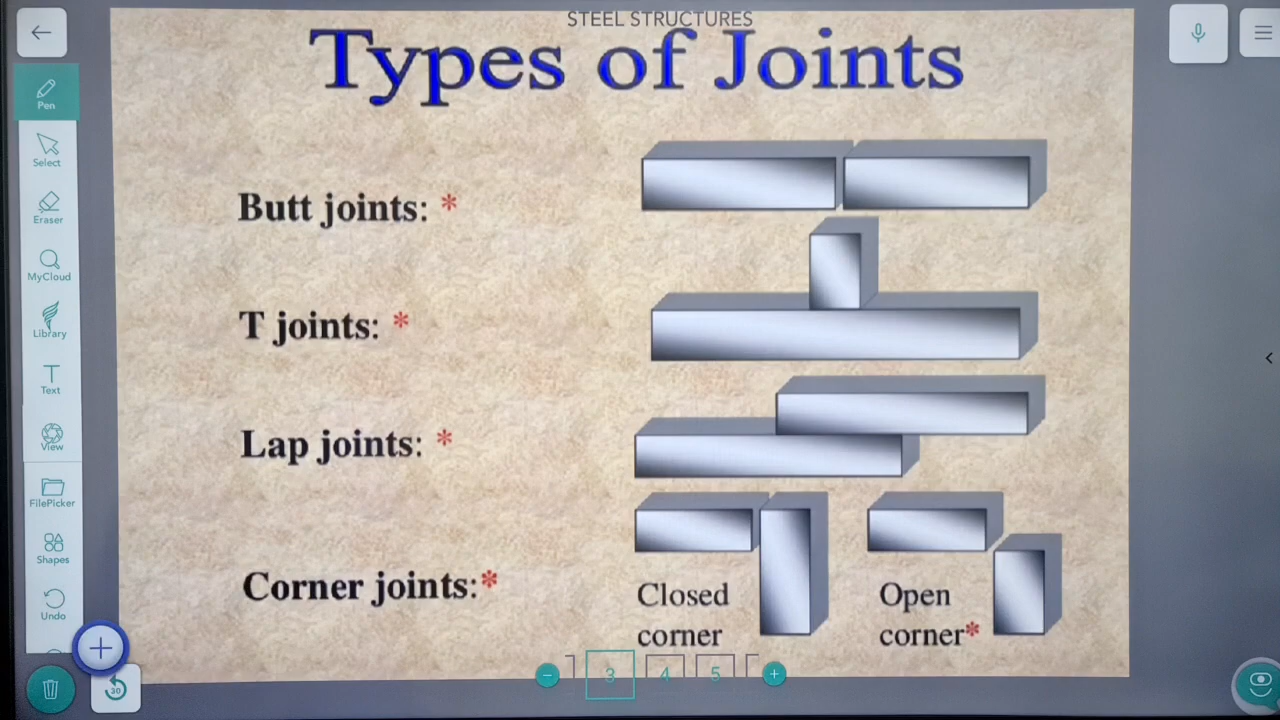 STEEL STRUCTURES
Types of Joints
Pen
Select
Eraser
MyCloud
Library
Text
View
FilePicker
Shapes
Undo
30
Butt joints: *
T joints: *
Lap joints: *
Corner joints:*
Closed
corner
Open
corner*
3 4 5